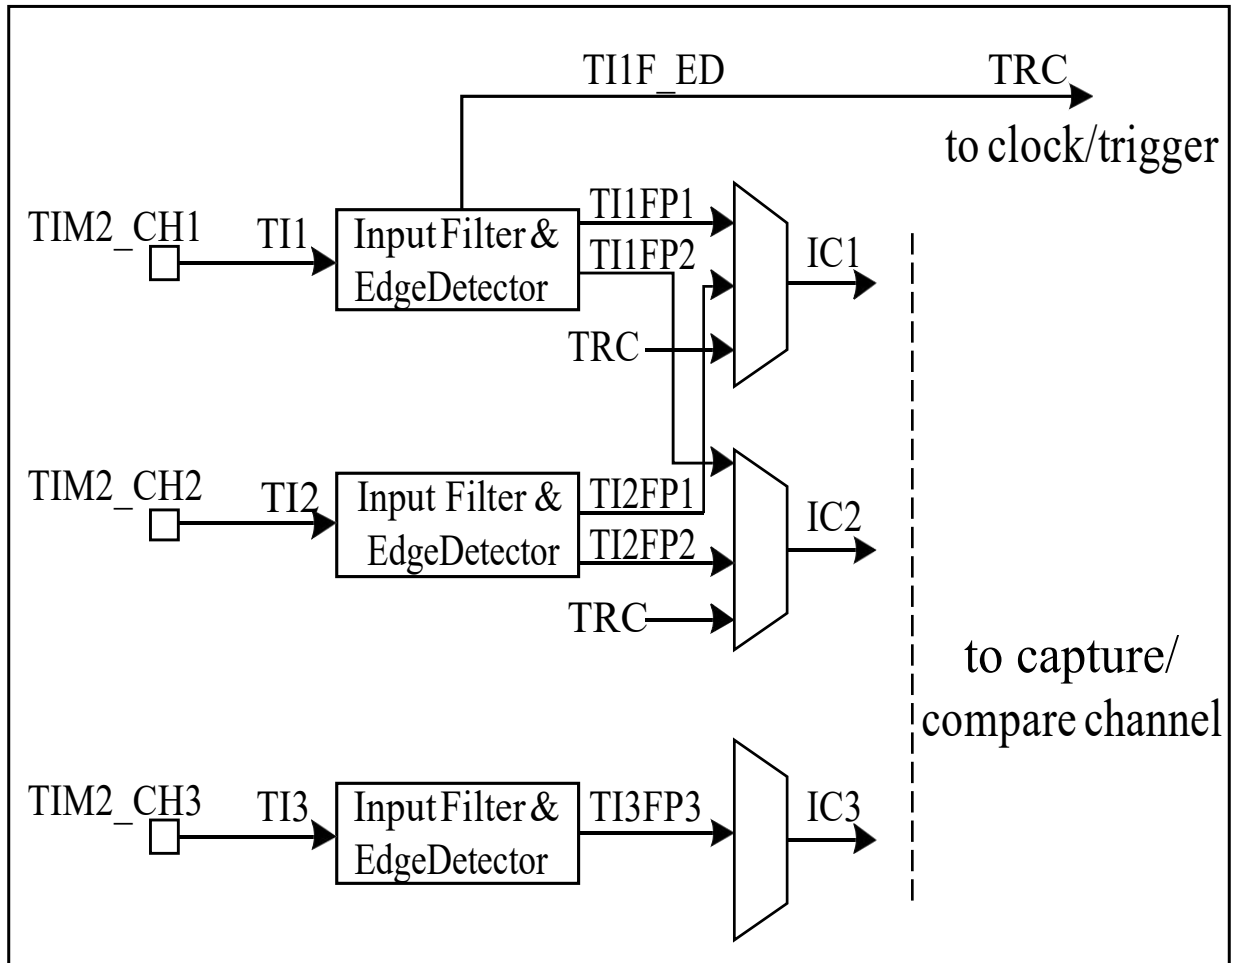 TI1F_ED
TRC
to clock/trigger
TIM2_CH1
TI1
Input Filter &
EdgeDetector
TI1FP1
TI1FP2
TRC
IC1
TIM2_CH2
TI2
Input Filter &
EdgeDetector
TI2FP1
TI2FP2
TRC
IC2
to capture/
compare channel
TIM2_CH3
TI3
Input Filter &
EdgeDetector
TI3FP3
IC3